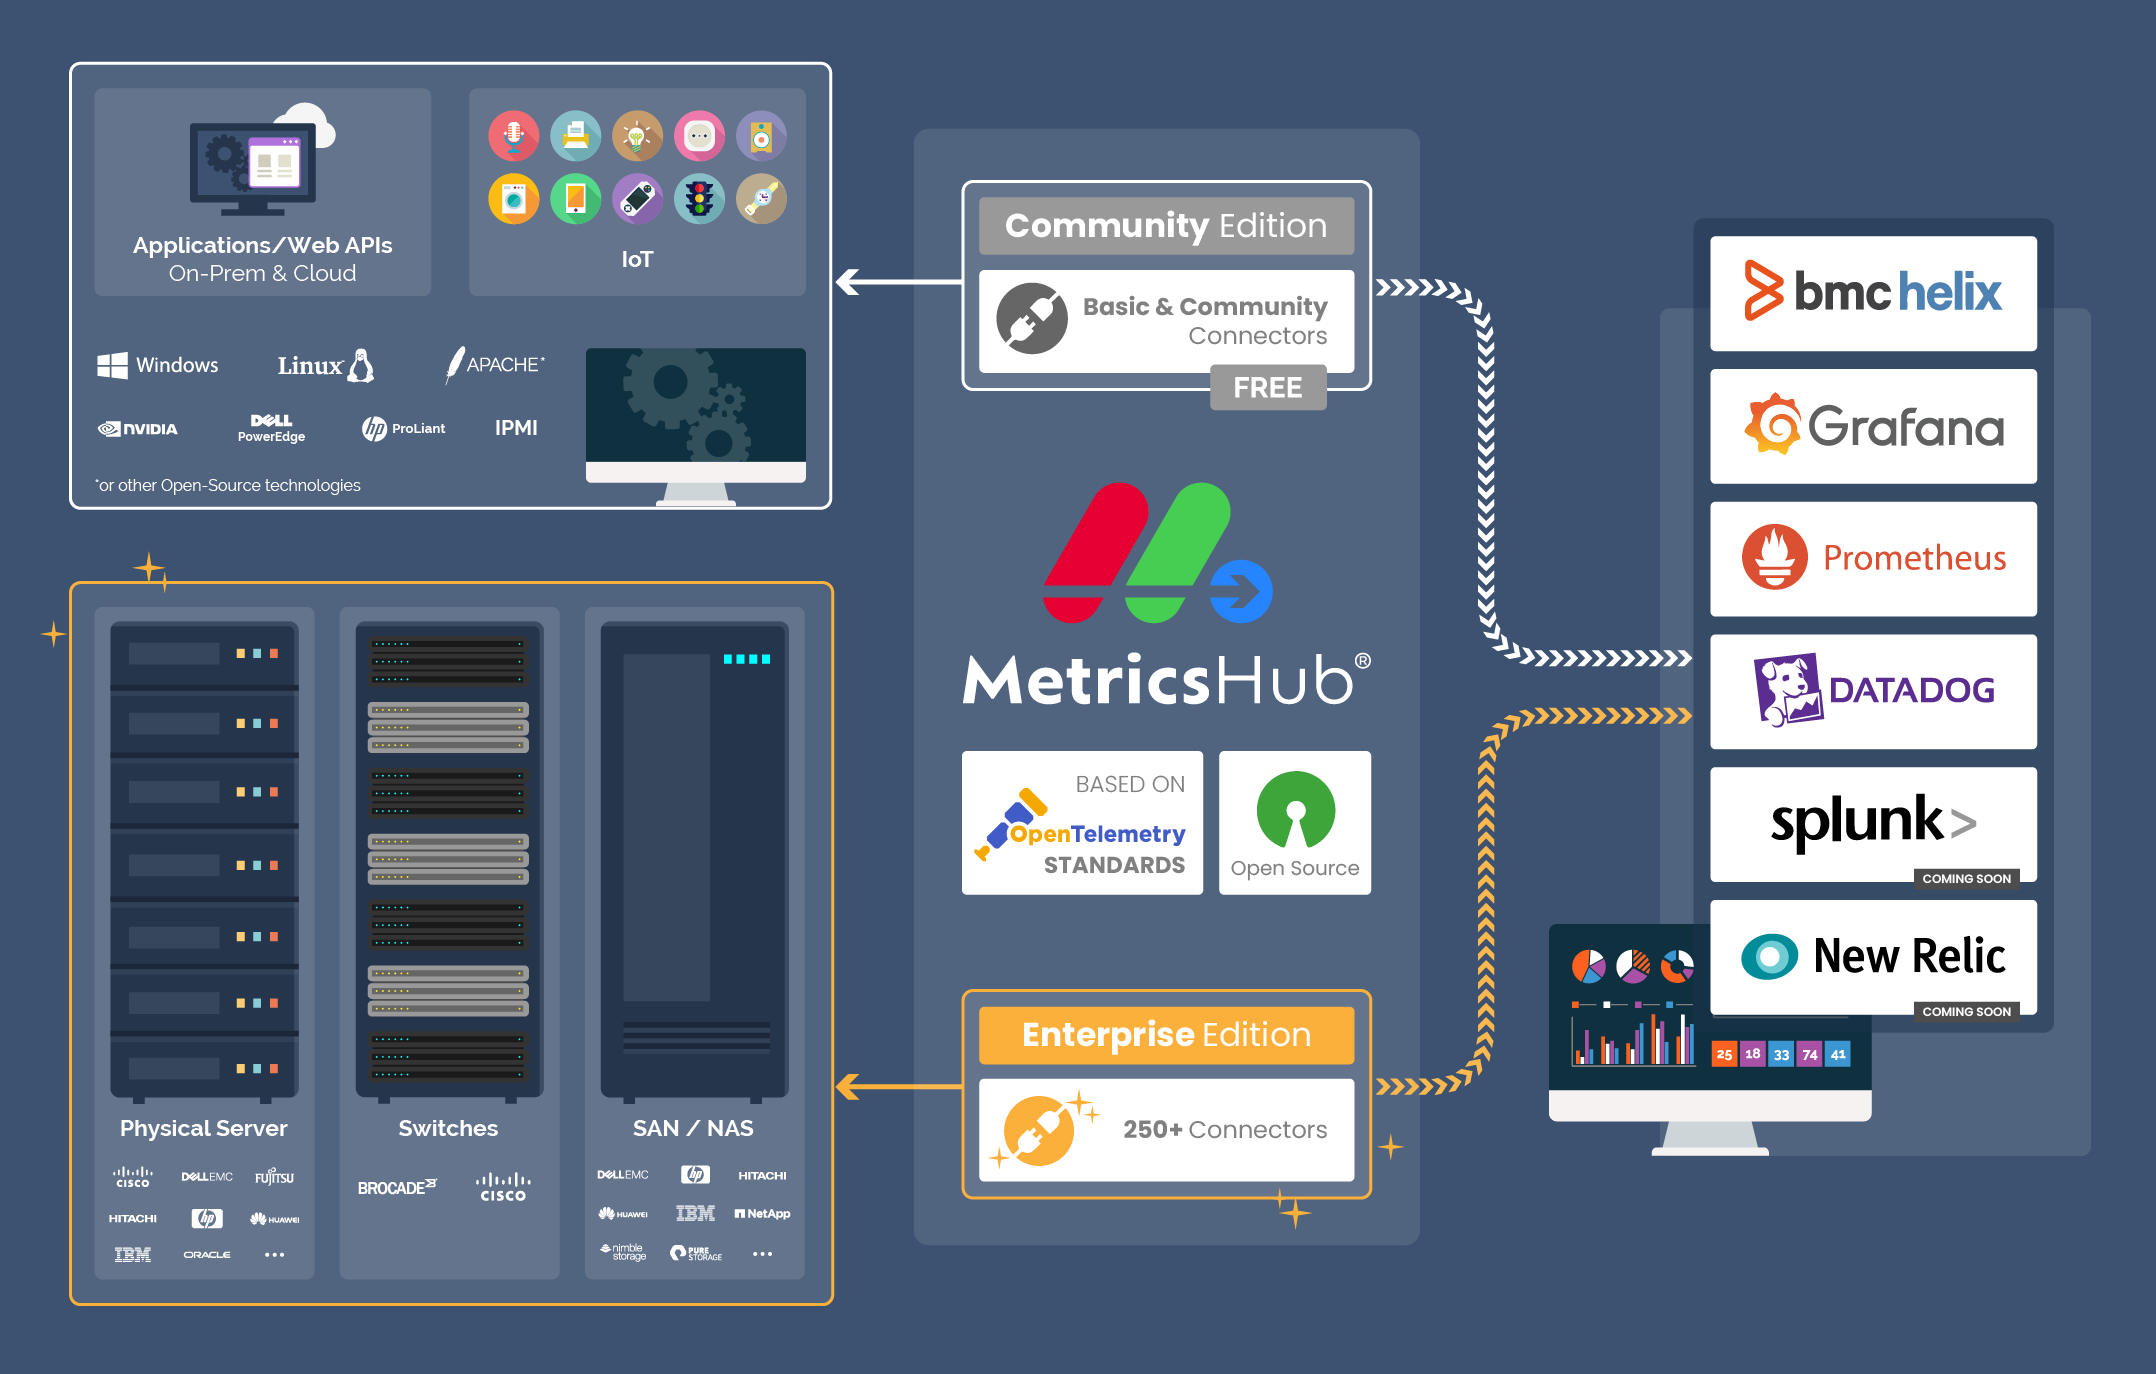 Applications/Web APIs
On-Prem & Cloud
IoT
Windows
Linux™
APACHE*
NVIDIA
DELL
PowerEdge
hp ProLiant
IPMI
*or other Open-Source technologies
Physical Server
CISCO
DELLEMC
FUJITSU
HITACHI
hp
HUAWEI
IBM
ORACLE
...
Switches
BROCADE
CISCO
SAN / NAS
DELLEMC
hp
HITACHI
HUAWEI
IBM
NetApp
nimble
storage
PURE
STORAGE
...
Community Edition
Basic & Community
Connectors
FREE
MetricsHub®
BASED ON
OpenTelemetry
STANDARDS
Open Source
Enterprise Edition
250+ Connectors
bmc helix
Grafana
Prometheus
DATADOG
splunk>
COMING SOON
New Relic
COMING SOON
25 18 33 74 41